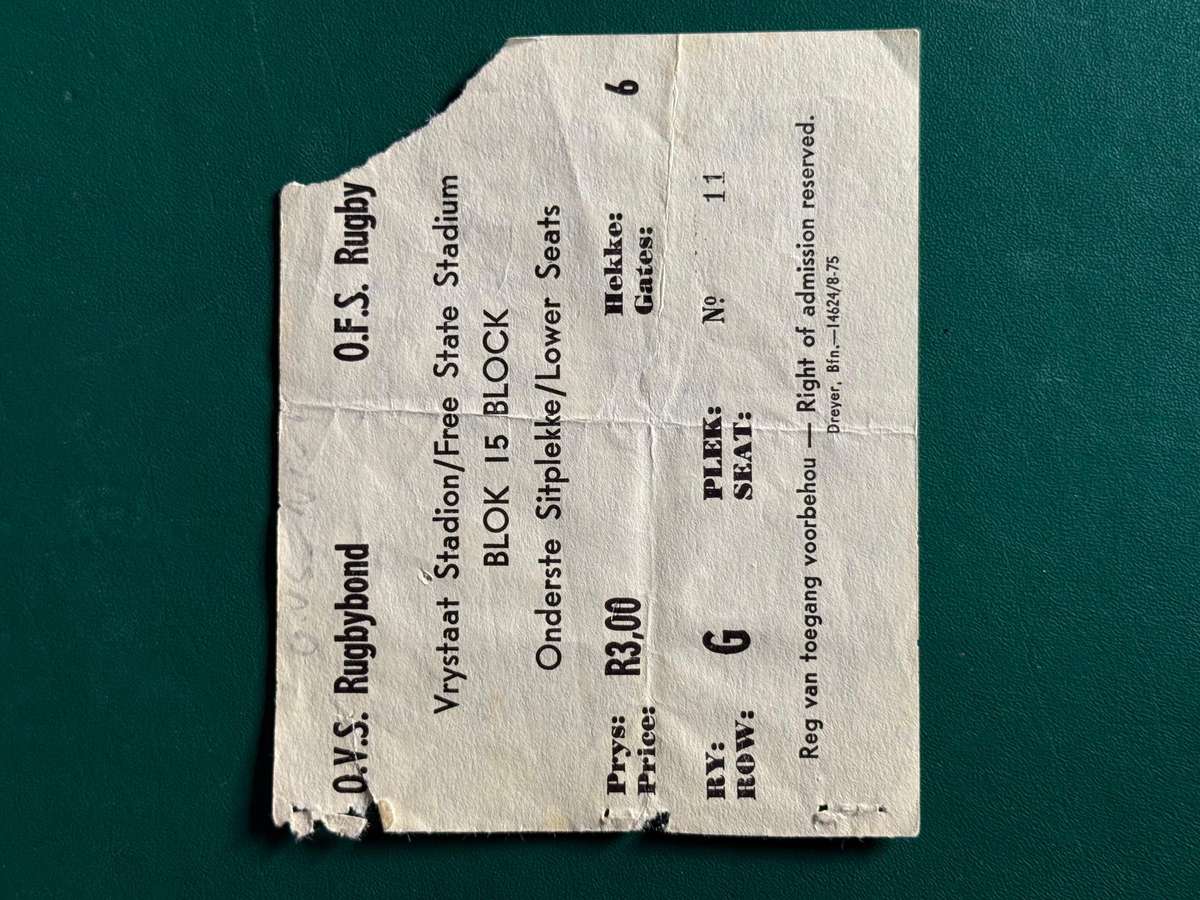 O.V.S. Rugbybond O.F.S. Rugby
Vrystaat Stadion/Free State Stadium
BLOK 15 BLOCK
Onderste Sitplekke/Lower Seats
Prys: R3,00 Hekke: 6
Price: Gates:
RY: G PLEK: Nº 11
ROW: SEAT:
Reg van toegang voorbehou — Right of admission reserved.
Dreyer, Bfn.—14624/8-75